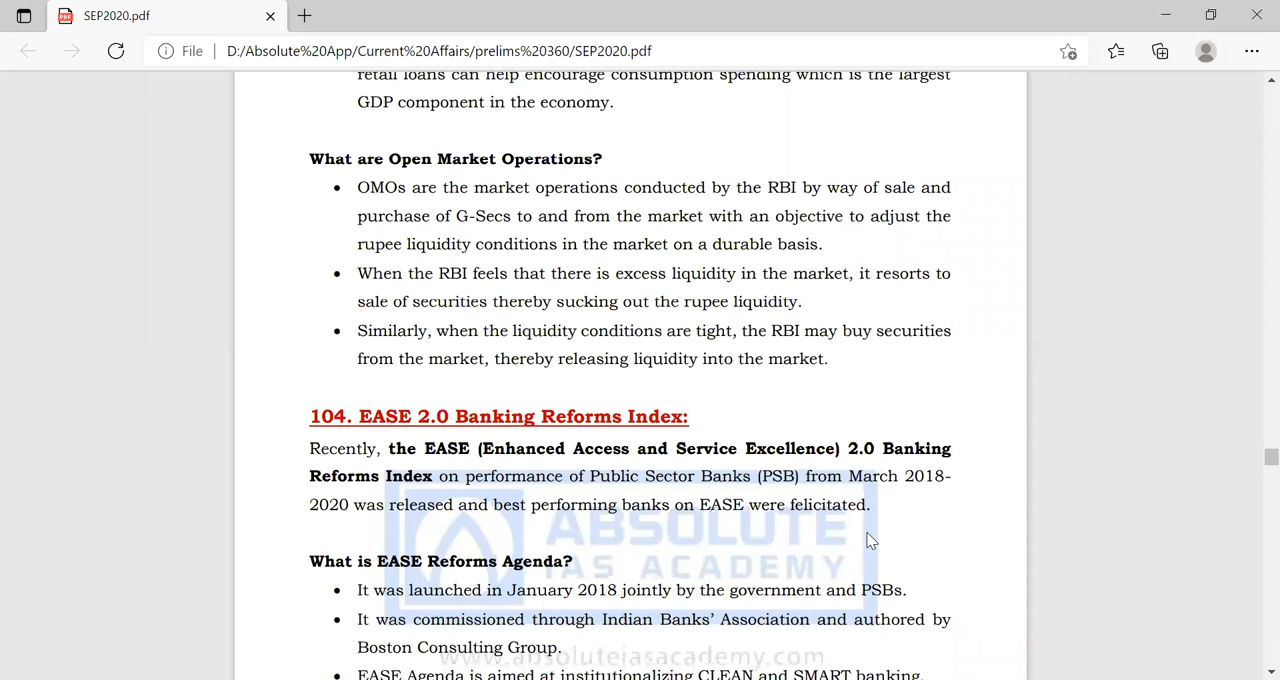 SEP2020.pdf
File | D:/Absolute%20App/Current%20Affairs/prelims%20360/SEP2020.pdf
retail loans can help encourage consumption spending which is the largest
GDP component in the economy.
What are Open Market Operations?
• OMOs are the market operations conducted by the RBI by way of sale and
purchase of G-Secs to and from the market with an objective to adjust the
rupee liquidity conditions in the market on a durable basis.
• When the RBI feels that there is excess liquidity in the market, it resorts to
sale of securities thereby sucking out the rupee liquidity.
• Similarly, when the liquidity conditions are tight, the RBI may buy securities
from the market, thereby releasing liquidity into the market.
104. EASE 2.0 Banking Reforms Index:
Recently, the EASE (Enhanced Access and Service Excellence) 2.0 Banking
Reforms Index on performance of Public Sector Banks (PSB) from March 2018-
2020 was released and best performing banks on EASE were felicitated.
ABSOLUTE
IAS ACADEMY
What is EASE Reforms Agenda?
• It was launched in January 2018 jointly by the government and PSBs.
• It was commissioned through Indian Banks' Association and authored by
Boston Consulting Group.
www.absoluteiasacademy.com
• EASE Agenda is aimed at institutionalizing CLEAN and SMART banking.